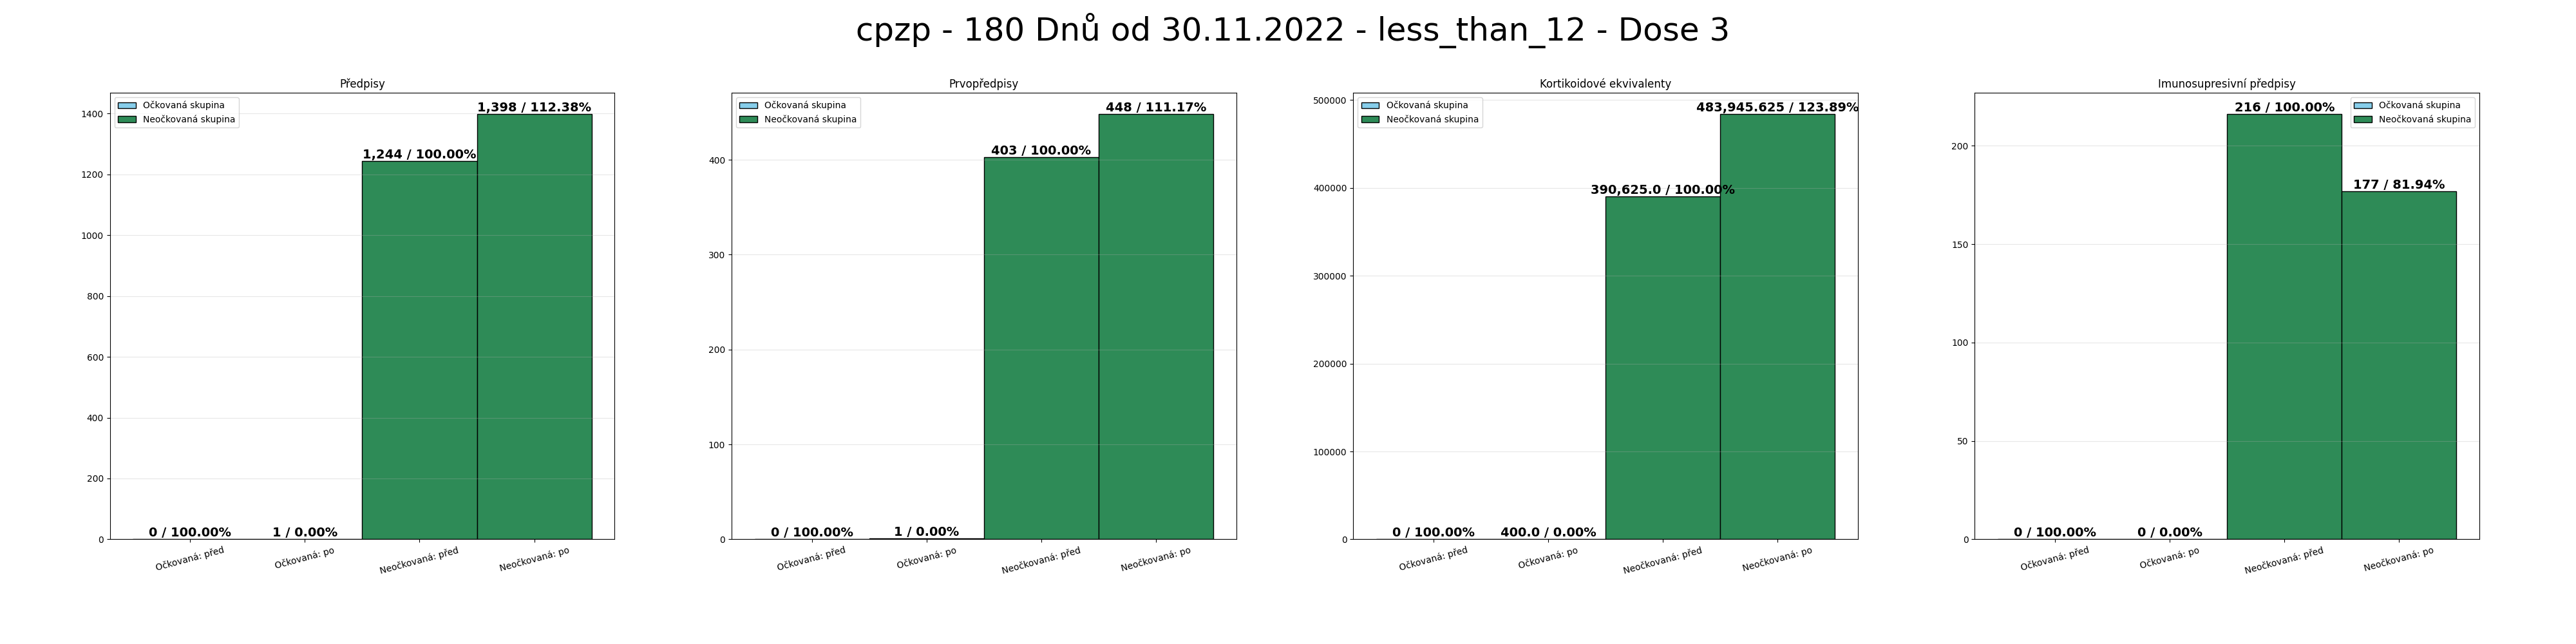 cpzp - 180 Dnů od 30.11.2022 - less_than_12 - Dose 3
Předpisy
Očkovaná skupina
Neočkovaná skupina
1400
1200
1000
800
600
400
200
0
0 / 100.00%
1 / 0.00%
1,244 / 100.00%
1,398 / 112.38%
Očkovaná: před
Očkovaná: po
Neočkovaná: před
Neočkovaná: po
Prvopředpisy
Očkovaná skupina
Neočkovaná skupina
400
300
200
100
0
0 / 100.00%
1 / 0.00%
403 / 100.00%
448 / 111.17%
Očkovaná: před
Očkovaná: po
Neočkovaná: před
Neočkovaná: po
Kortikoidové ekvivalenty
Očkovaná skupina
Neočkovaná skupina
500000
400000
300000
200000
100000
0
0 / 100.00%
400.0 / 0.00%
390,625.0 / 100.00%
483,945.625 / 123.89%
Očkovaná: před
Očkovaná: po
Neočkovaná: před
Neočkovaná: po
Imunosupresivní předpisy
Očkovaná skupina
Neočkovaná skupina
200
150
100
50
0
0 / 100.00%
0 / 0.00%
216 / 100.00%
177 / 81.94%
Očkovaná: před
Očkovaná: po
Neočkovaná: před
Neočkovaná: po